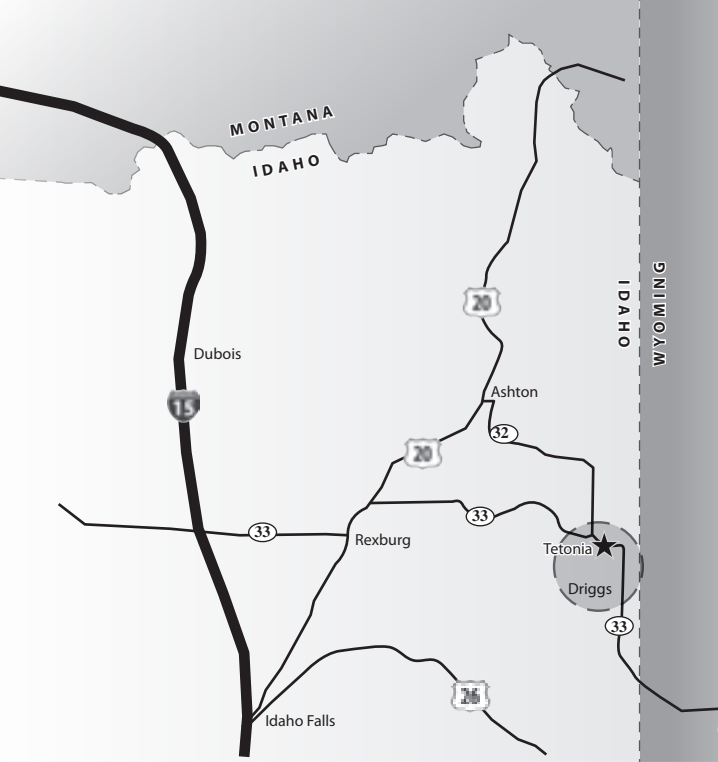 MONTANA
IDAHO
IDAHO
WYOMING
20
Dubois
Ashton
15
32
20
33
33
Rexburg
Tetonia
Driggs
33
26
Idaho Falls